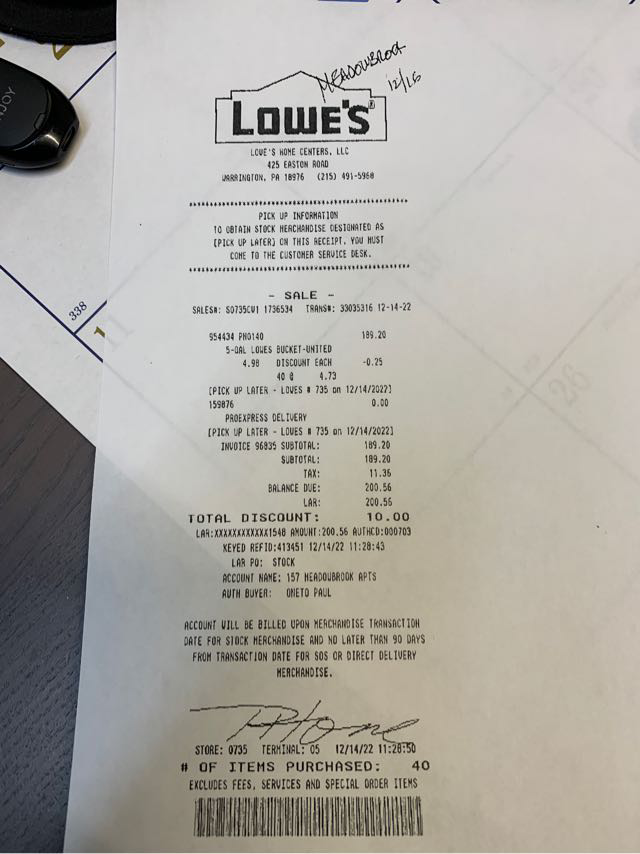 MEADOWBROOK
12/16
LOWE'S®
LOWE'S HOME CENTERS, LLC
425 EASTON ROAD
WARRINGTON, PA 18976 (215) 491-5968
PICK UP INFORMATION
TO OBTAIN STOCK MERCHANDISE DESIGNATED AS
[PICK UP LATER] ON THIS RECEIPT, YOU MUST
COME TO THE CUSTOMER SERVICE DESK.
- SALE -
SALES#: S0735CW1 1736534 TRANS#: 33035316 12-14-22
954434 PH0140 189.20
5-GAL LOWES BUCKET-UNITED
4.98 DISCOUNT EACH -0.25
40 @ 4.73
[PICK UP LATER - LOWES # 735 on 12/14/2022]
159876 0.00
PROEXPRESS DELIVERY
[PICK UP LATER - LOWES # 735 on 12/14/2022]
INVOICE 96835 SUBTOTAL: 189.20
SUBTOTAL: 189.20
TAX: 11.36
BALANCE DUE: 200.56
LAR: 200.56
TOTAL DISCOUNT: 10.00
LAR:XXXXXXXXXXXX1548 AMOUNT:200.56 AUTHCD:000703
KEYED REFID:413451 12/14/22 11:28:43
LAR PO: STOCK
ACCOUNT NAME: 157 MEADOWBROOK APTS
AUTH BUYER: ONETO PAUL
ACCOUNT WILL BE BILLED UPON MERCHANDISE TRANSACTION
DATE FOR STOCK MERCHANDISE AND NO LATER THAN 90 DAYS
FROM TRANSACTION DATE FOR SOS OR DIRECT DELIVERY
MERCHANDISE.
STORE: 0735 TERMINAL: 05 12/14/22 11:28:50
# OF ITEMS PURCHASED: 40
EXCLUDES FEES, SERVICES AND SPECIAL ORDER ITEMS
338
11
26